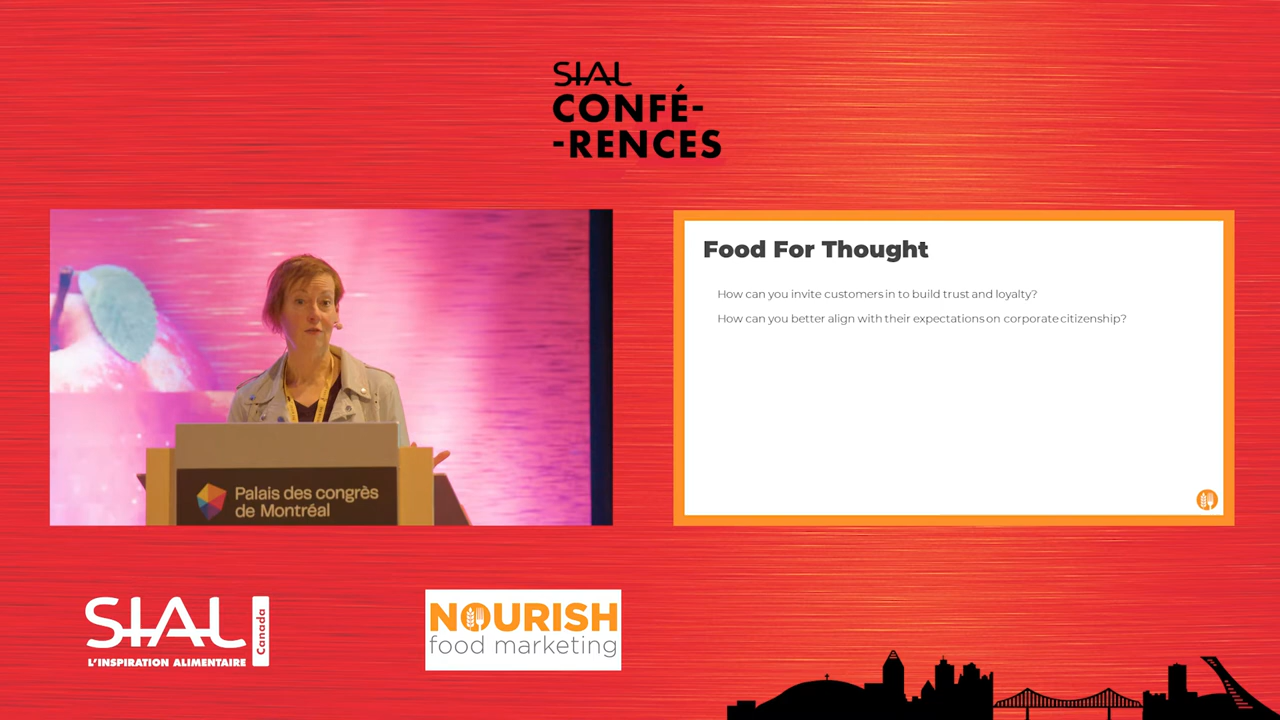 SIAL
CONFÉ-
-RENCES
Food For Thought
How can you invite customers in to build trust and loyalty?
How can you better align with their expectations on corporate citizenship?
Palais des congrès
de Montréal
SIAL Canada
L'INSPIRATION ALIMENTAIRE
NOURISH
food marketing